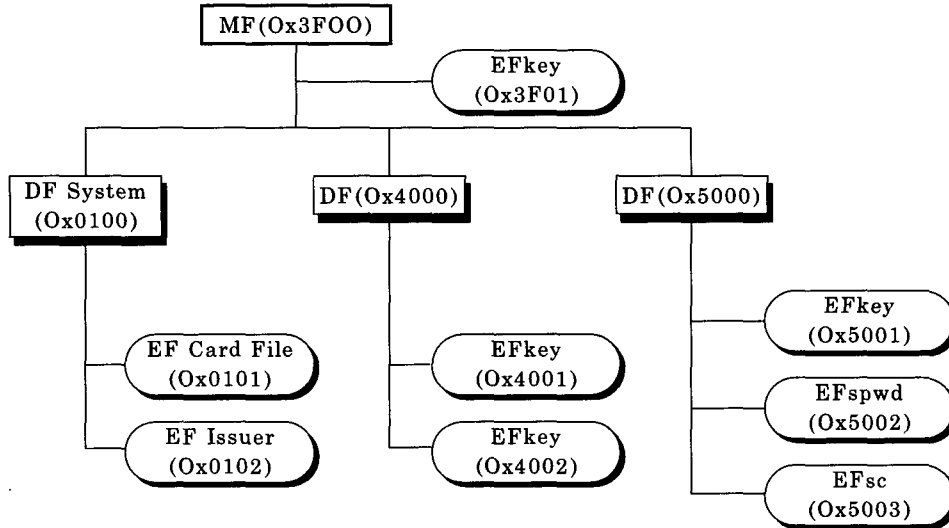 MF(Ox3FOO)
EFkey
(Ox3F01)
DF System
(Ox0100)
DF(Ox4000)
DF(Ox5000)
EFkey
(Ox5001)
EF Card File
(Ox0101)
EFkey
(Ox4001)
EFspwd
(Ox5002)
EF Issuer
(Ox0102)
EFkey
(Ox4002)
EFsc
(Ox5003)